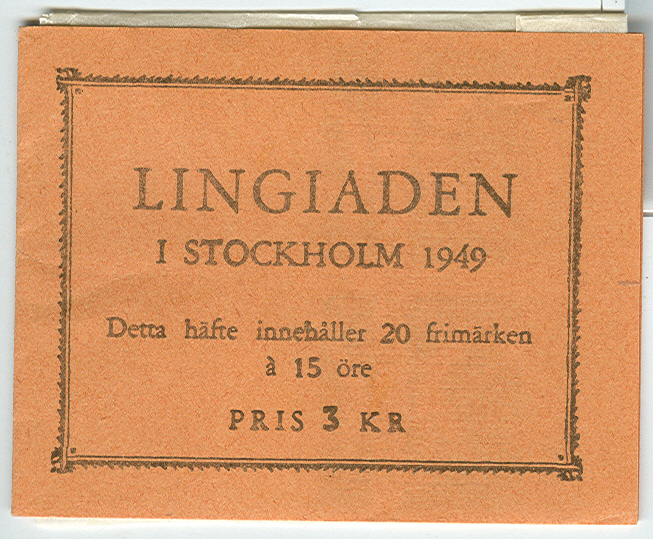 LINGIADEN
I STOCKHOLM 1949
Detta häfte innehåller 20 frimärken
à 15 öre
PRIS 3 KR